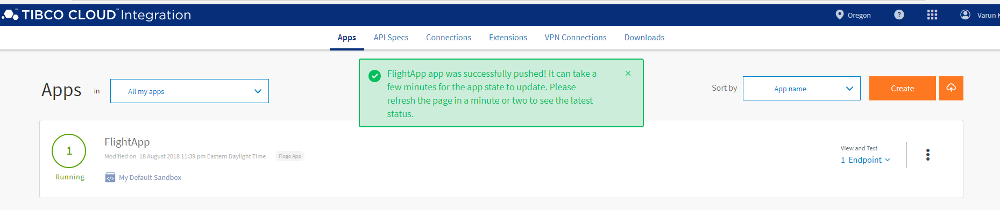 TIBCO CLOUD™ Integration
Oregon
?
Varun K
Apps
API Specs
Connections
Extensions
VPN Connections
Downloads
FlightApp app was successfully pushed! It can take a
few minutes for the app state to update. Please
refresh the page in a minute or two to see the latest
status.
Apps in
All my apps
Sort by
App name
Create
1
Running
FlightApp
Modified on 18 August 2018 11:39 pm Eastern Daylight Time
Flogo App
My Default Sandbox
View and Test
1 Endpoint